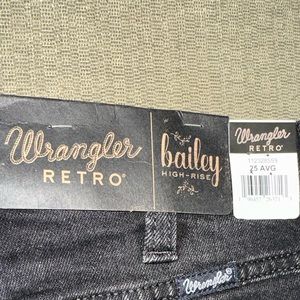 Wrangler
RETRO®
bailey
HIGH-RISE
Wrangler
RETRO
25 AVG
Wrangler